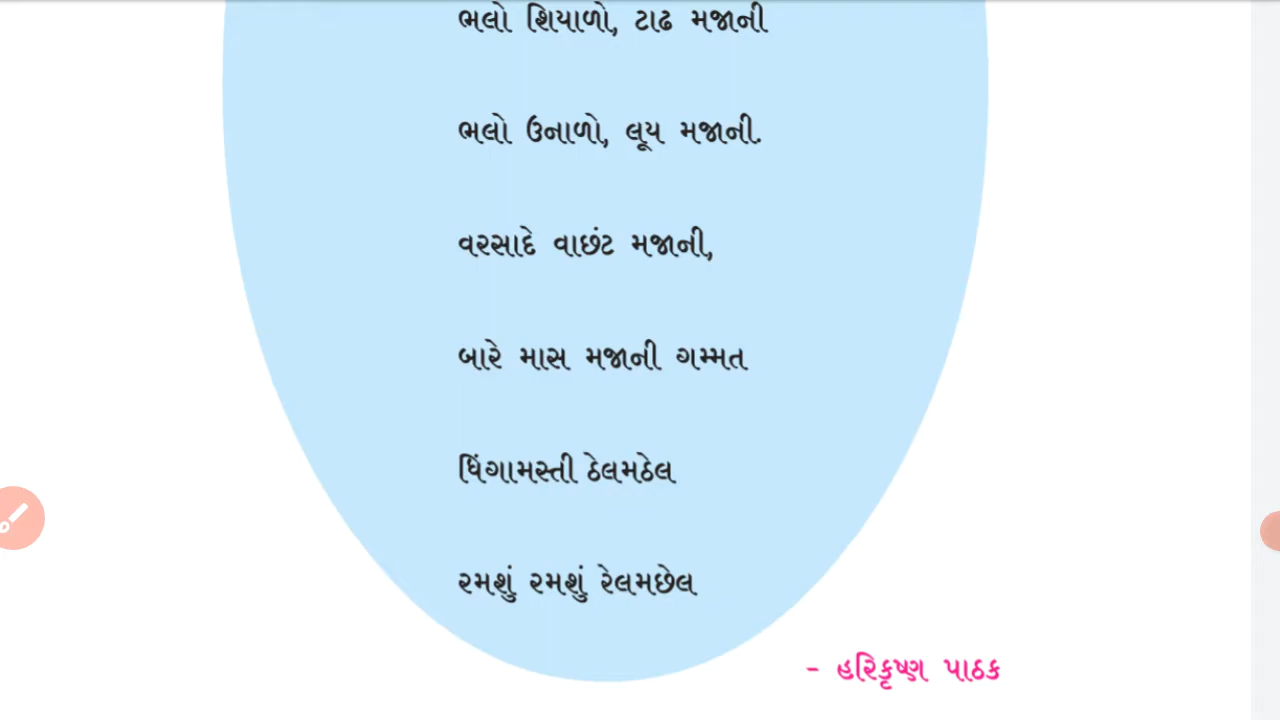 ભલો શિયાળો, ટાઢ મજાની
ભલો ઉનાળો, લૂય મજાની.
વરસાદે વાછંટ મજાની,
બારે માસ મજાની ગમ્મત
ધિંગામસ્તી ઠેલમઠેલ
રમશું રમશું રેલમછેલ
- હરિકૃષ્ણ પાઠક